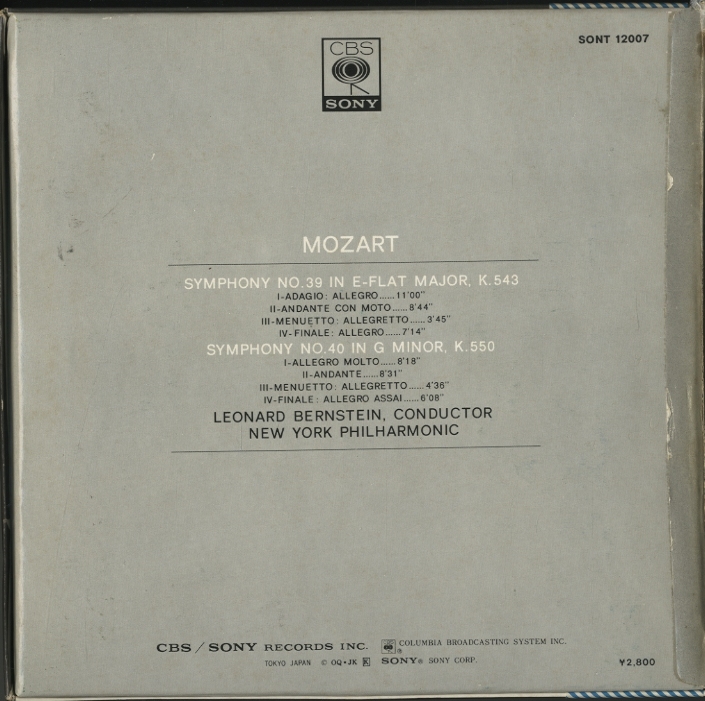 SONT 12007
CBS
SONY
MOZART
SYMPHONY NO.39 IN E-FLAT MAJOR, K.543
I-ADAGIO: ALLEGRO......11'00"
II-ANDANTE CON MOTO......8'44"
III-MENUETTO: ALLEGRETTO......3'45"
IV-FINALE: ALLEGRO......7'14"
SYMPHONY NO.40 IN G MINOR, K.550
I-ALLEGRO MOLTO......8'18"
II-ANDANTE......8'31"
III-MENUETTO: ALLEGRETTO......4'36"
IV-FINALE: ALLEGRO ASSAI......6'08"
LEONARD BERNSTEIN, CONDUCTOR
NEW YORK PHILHARMONIC
CBS / SONY RECORDS INC. ® COLUMBIA BROADCASTING SYSTEM INC.
TOKYO JAPAN © OQ•JK K SONY® SONY CORP.
¥2,800